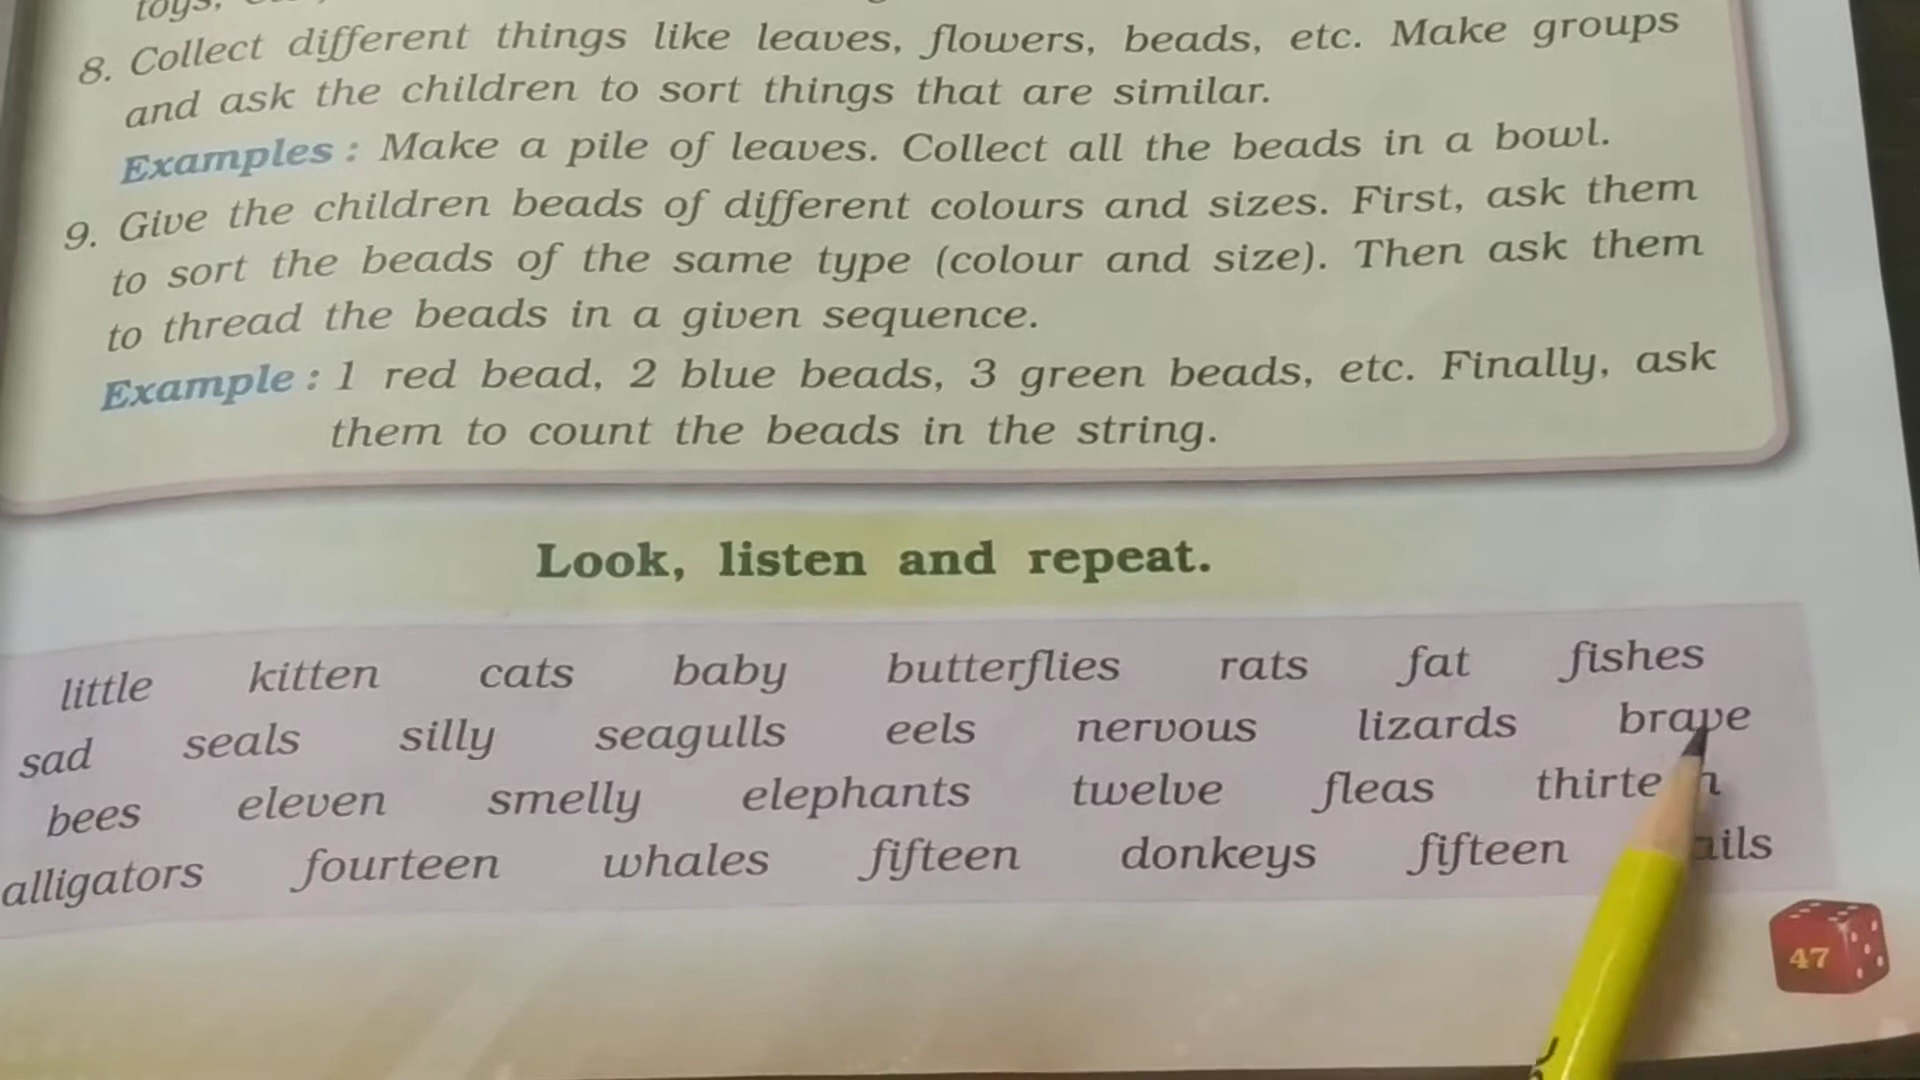 toys,
8. Collect different things like leaves, flowers, beads, etc. Make groups
and ask the children to sort things that are similar.
Examples : Make a pile of leaves. Collect all the beads in a bowl.
9. Give the children beads of different colours and sizes. First, ask them
to sort the beads of the same type (colour and size). Then ask them
to thread the beads in a given sequence.
Example : 1 red bead, 2 blue beads, 3 green beads, etc. Finally, ask
them to count the beads in the string.
Look, listen and repeat.
little kitten cats baby butterflies rats fat fishes
sad seals silly seagulls eels nervous lizards brave
bees eleven smelly elephants twelve fleas thirteen
alligators fourteen whales fifteen donkeys fifteen
47